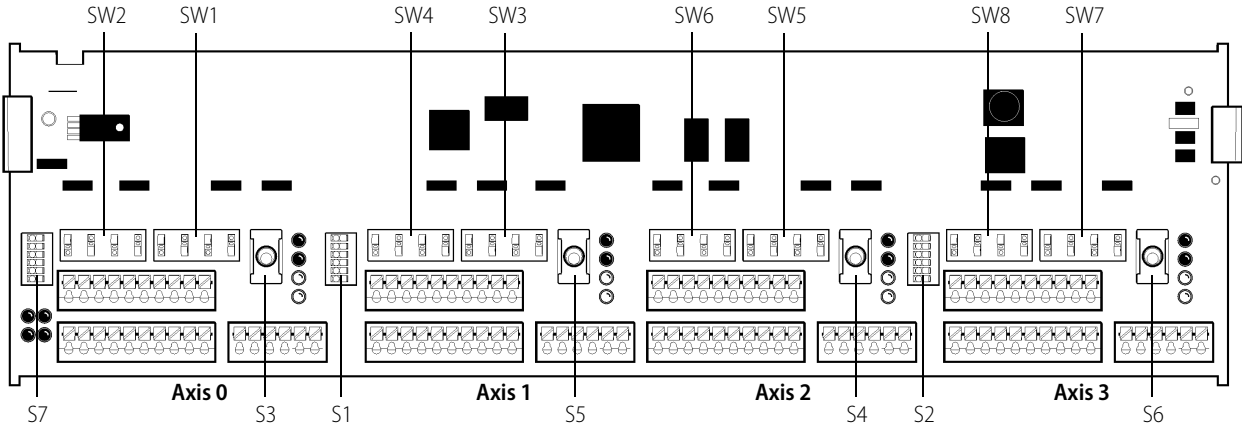 SW2 SW1 SW4 SW3 SW6 SW5 SW8 SW7
Axis 0 Axis 1 Axis 2 Axis 3
S7 S3 S1 S5 S4 S2 S6